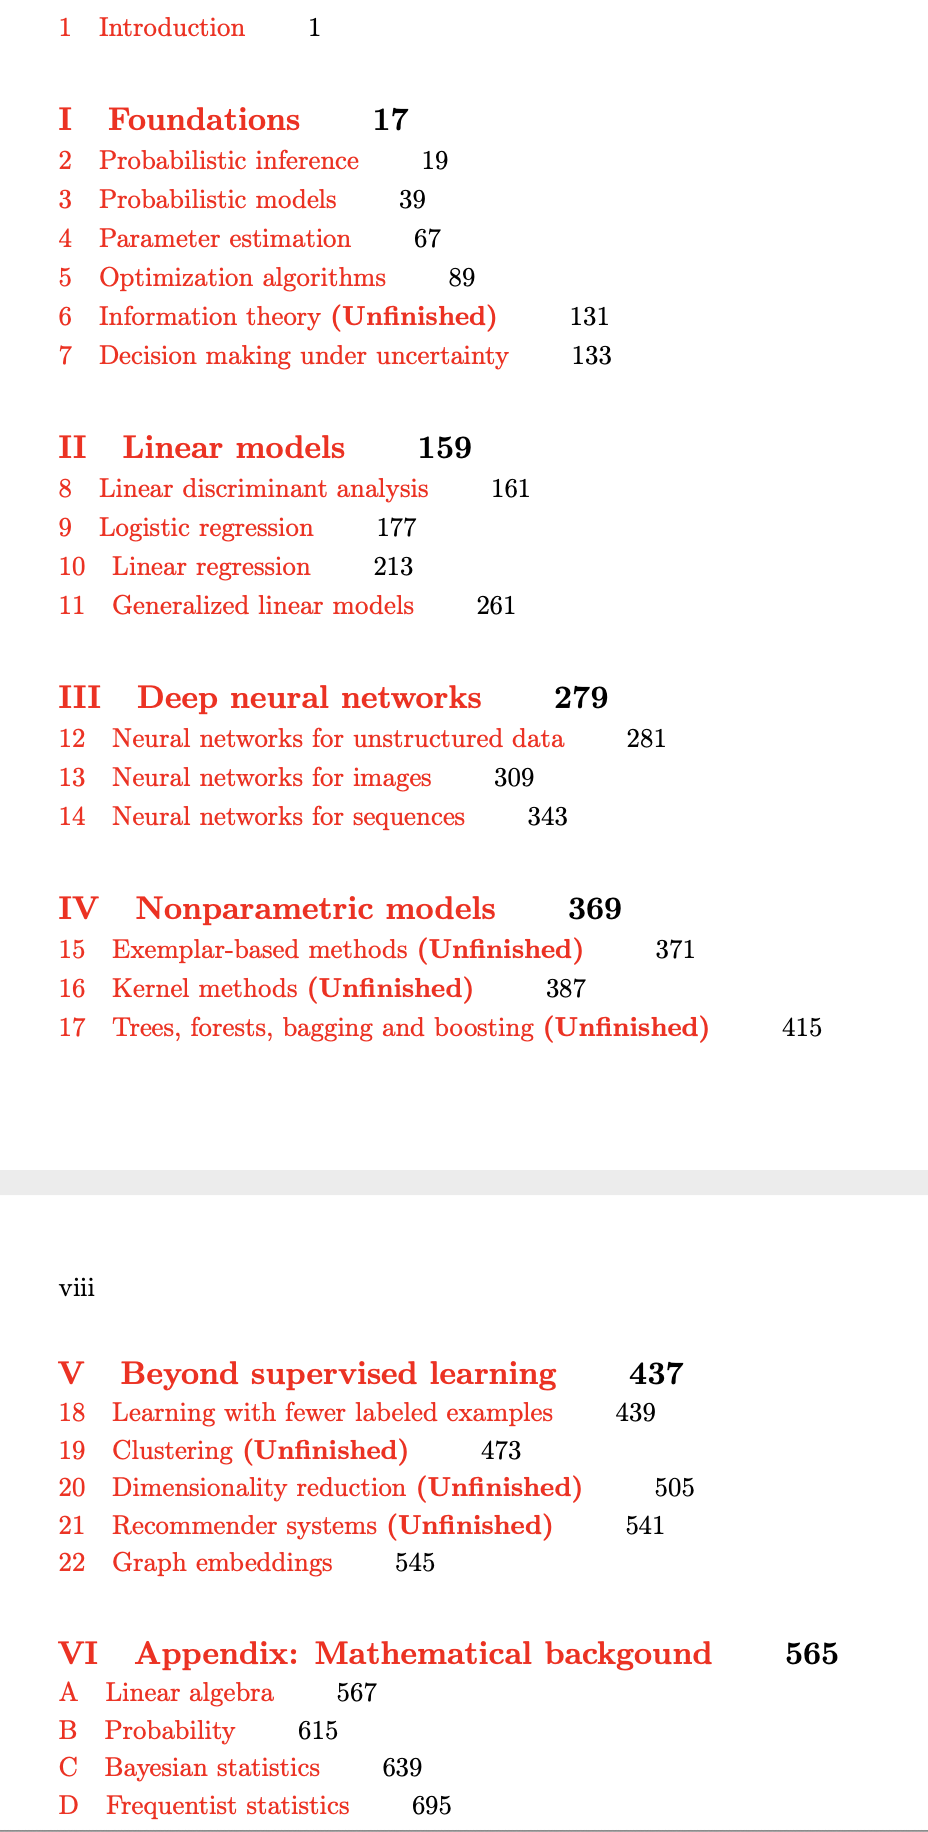 1 Introduction 1
I Foundations 17
2 Probabilistic inference 19
3 Probabilistic models 39
4 Parameter estimation 67
5 Optimization algorithms 89
6 Information theory (Unfinished) 131
7 Decision making under uncertainty 133
II Linear models 159
8 Linear discriminant analysis 161
9 Logistic regression 177
10 Linear regression 213
11 Generalized linear models 261
III Deep neural networks 279
12 Neural networks for unstructured data 281
13 Neural networks for images 309
14 Neural networks for sequences 343
IV Nonparametric models 369
15 Exemplar-based methods (Unfinished) 371
16 Kernel methods (Unfinished) 387
17 Trees, forests, bagging and boosting (Unfinished) 415
viii
V Beyond supervised learning 437
18 Learning with fewer labeled examples 439
19 Clustering (Unfinished) 473
20 Dimensionality reduction (Unfinished) 505
21 Recommender systems (Unfinished) 541
22 Graph embeddings 545
VI Appendix: Mathematical backgound 565
A Linear algebra 567
B Probability 615
C Bayesian statistics 639
D Frequentist statistics 695